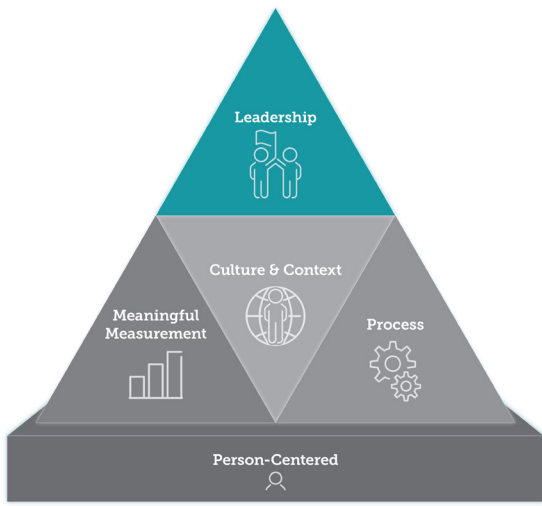 Leadership
Culture & Context
Meaningful
Measurement
Process
Person-Centered